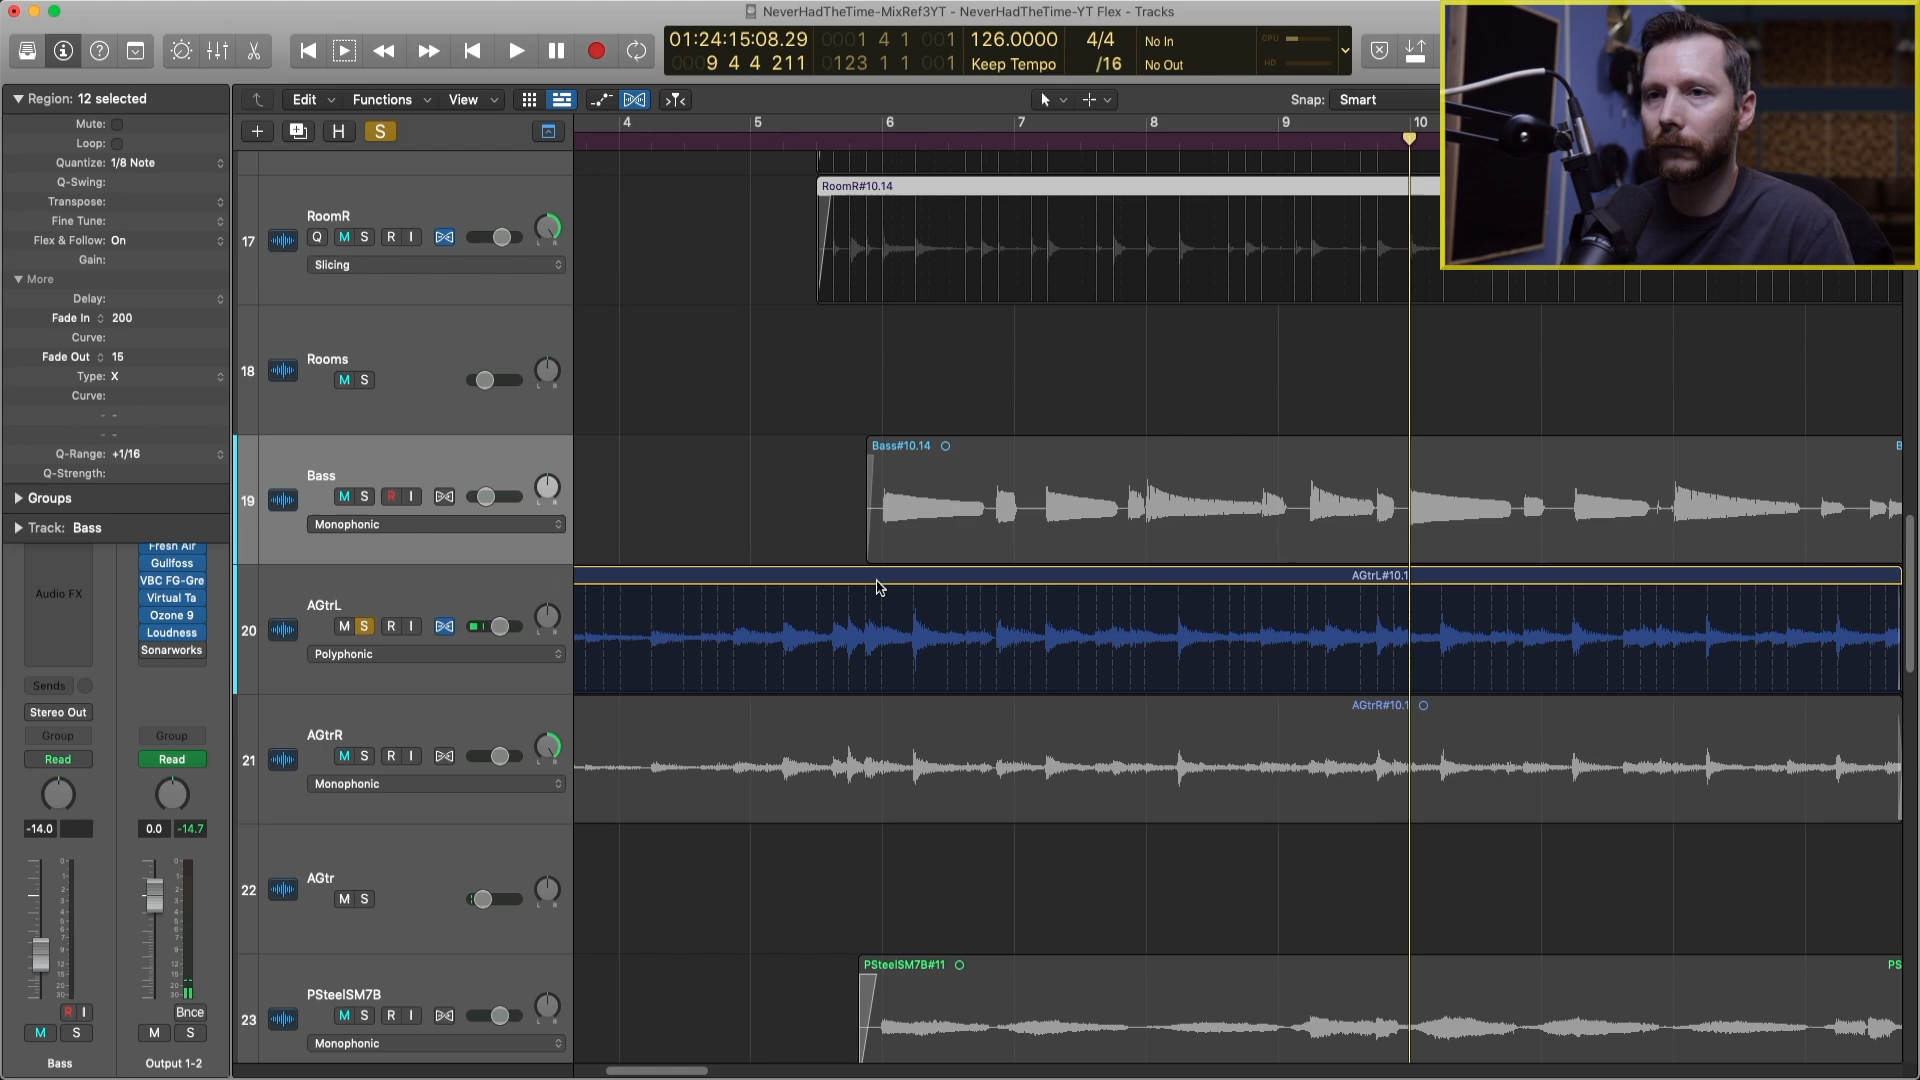 NeverHadTheTime-MixRef3YT - NeverHadTheTime-YT Flex - Tracks
01:24:15:08.29 0001 4 1 001 126.0000 4/4 No In CPU
0009 4 4 211 0123 1 1 001 Keep Tempo /16 No Out HD
Region: 12 selected
Edit Functions View Snap: Smart
Mute:
Loop:
Quantize: 1/8 Note
Q-Swing:
Transpose:
Fine Tune:
Flex & Follow: On
Gain:
More
Delay:
Fade In 200
Curve:
Fade Out 15
Type: X
Curve:
Q-Range: +1/16
Q-Strength:
Groups
Track: Bass
H S
4 5 6 7 8 9 10
17 RoomR
Q M S R I
L R
Slicing
RoomR#10.14
18 Rooms
M S
L R
19 Bass
M S R I
L R
Monophonic
Bass#10.14 B
20 AGtrL
M S R I
L R
Polyphonic
AGtrL#10.1
21 AGtrR
M S R I
L R
Monophonic
AGtrR#10.1
22 AGtr
M S
L R
23 PSteelSM7B
M S R I
L R
Monophonic
PSteelSM7B#11 PS
Audio FX
Fresh Air
Gullfoss
VBC FG-Gre
Virtual Ta
Ozone 9
Loudness
Sonarworks
Sends
Stereo Out
Group Group
Read Read
-14.0 0.0 -14.7
R I Bnce
M S M S
Bass Output 1-2